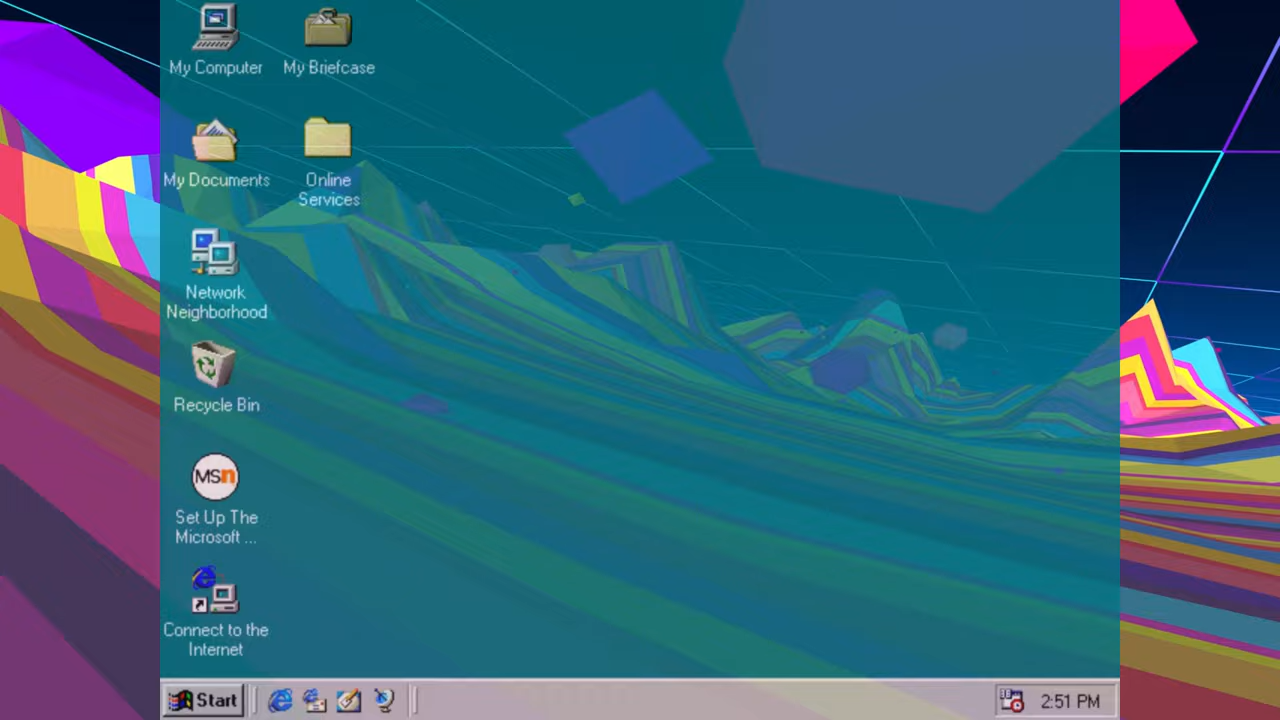 My Computer
My Briefcase
My Documents
Online
Services
Network
Neighborhood
Recycle Bin
msn
Set Up The
Microsoft ...
Connect to the
Internet
Start
2:51 PM